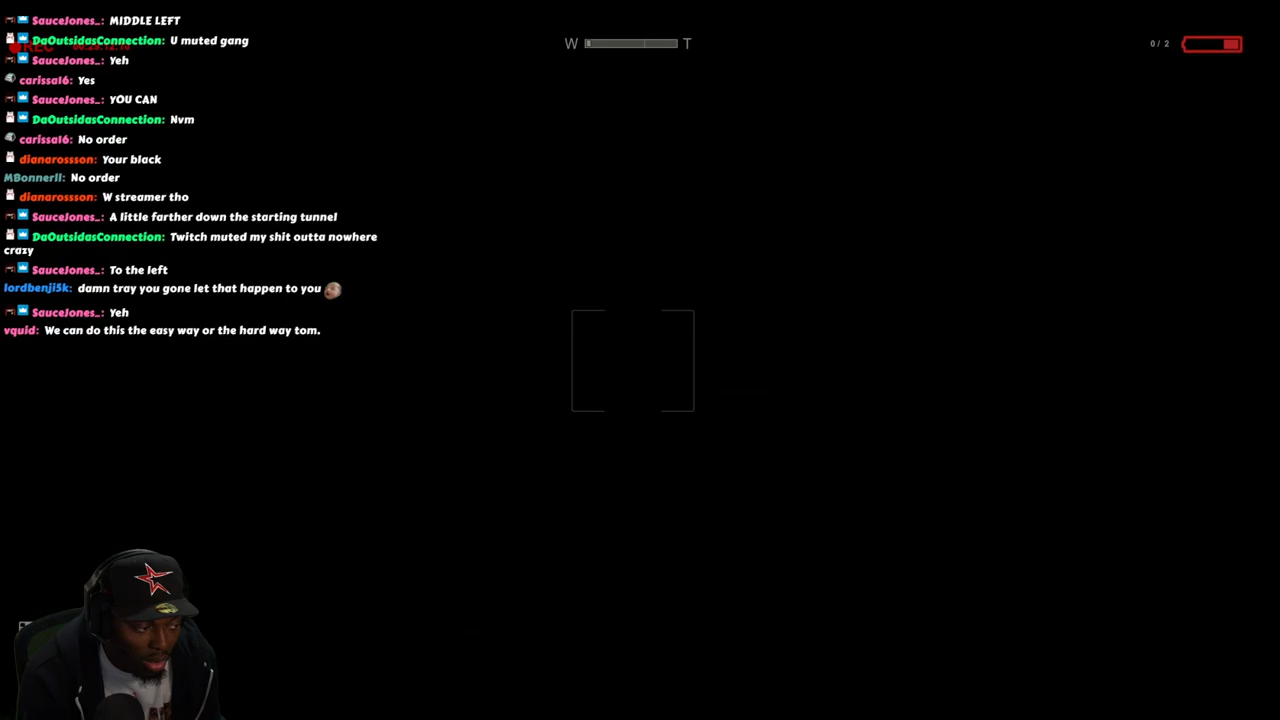 SauceJones_: MIDDLE LEFT
DaOutsidasConnection: U muted gang
REC
SauceJones_: Yeh
carissa16: Yes
SauceJones_: YOU CAN
DaOutsidasConnection: Nvm
carissa16: No order
dianarossson: Your black
MBonnerII: No order
dianarossson: W streamer tho
SauceJones_: A little farther down the starting tunnel
DaOutsidasConnection: Twitch muted my shit outta nowhere
crazy
SauceJones_: To the left
lordbenji5k: damn tray you gone let that happen to you
SauceJones_: Yeh
vquid: We can do this the easy way or the hard way tom.
W T
0 / 2